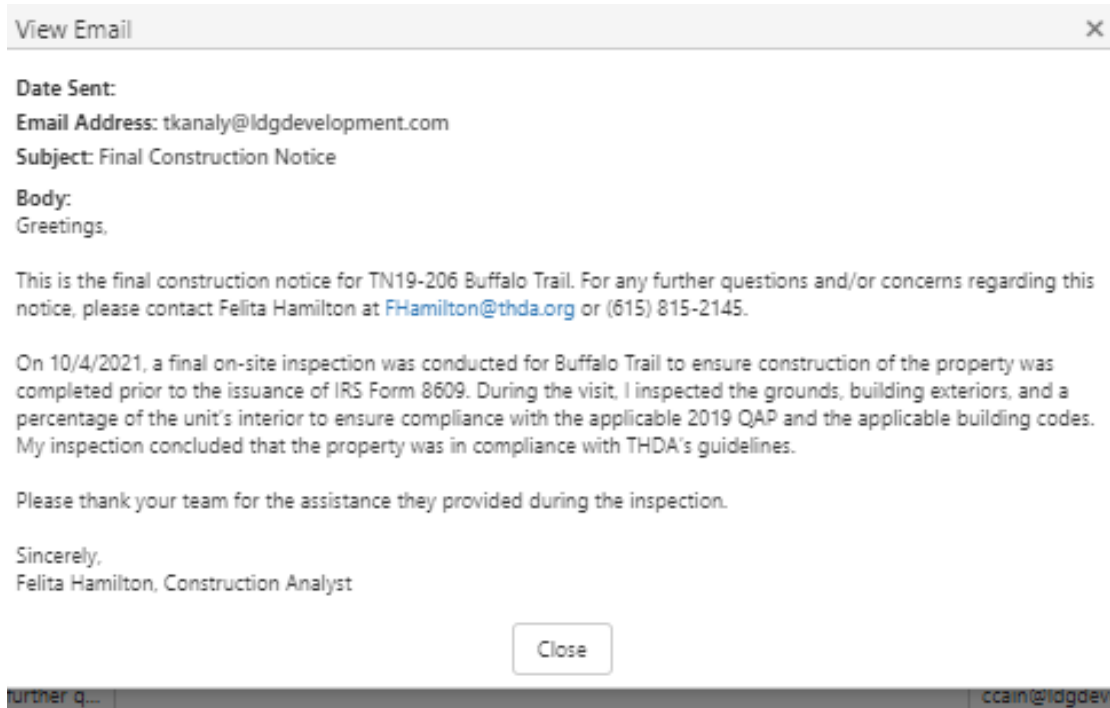 View Email
Date Sent:
Email Address: tkanaly@ldgdevelopment.com
Subject: Final Construction Notice
Body:
Greetings,
This is the final construction notice for TN19-206 Buffalo Trail. For any further questions and/or concerns regarding this
notice, please contact Felita Hamilton at FHamilton@thda.org or (615) 815-2145.
On 10/4/2021, a final on-site inspection was conducted for Buffalo Trail to ensure construction of the property was
completed prior to the issuance of IRS Form 8609. During the visit, I inspected the grounds, building exteriors, and a
percentage of the unit's interior to ensure compliance with the applicable 2019 QAP and the applicable building codes.
My inspection concluded that the property was in compliance with THDA's guidelines.
Please thank your team for the assistance they provided during the inspection.
Sincerely,
Felita Hamilton, Construction Analyst
Close
further q... ccain@ldgdev